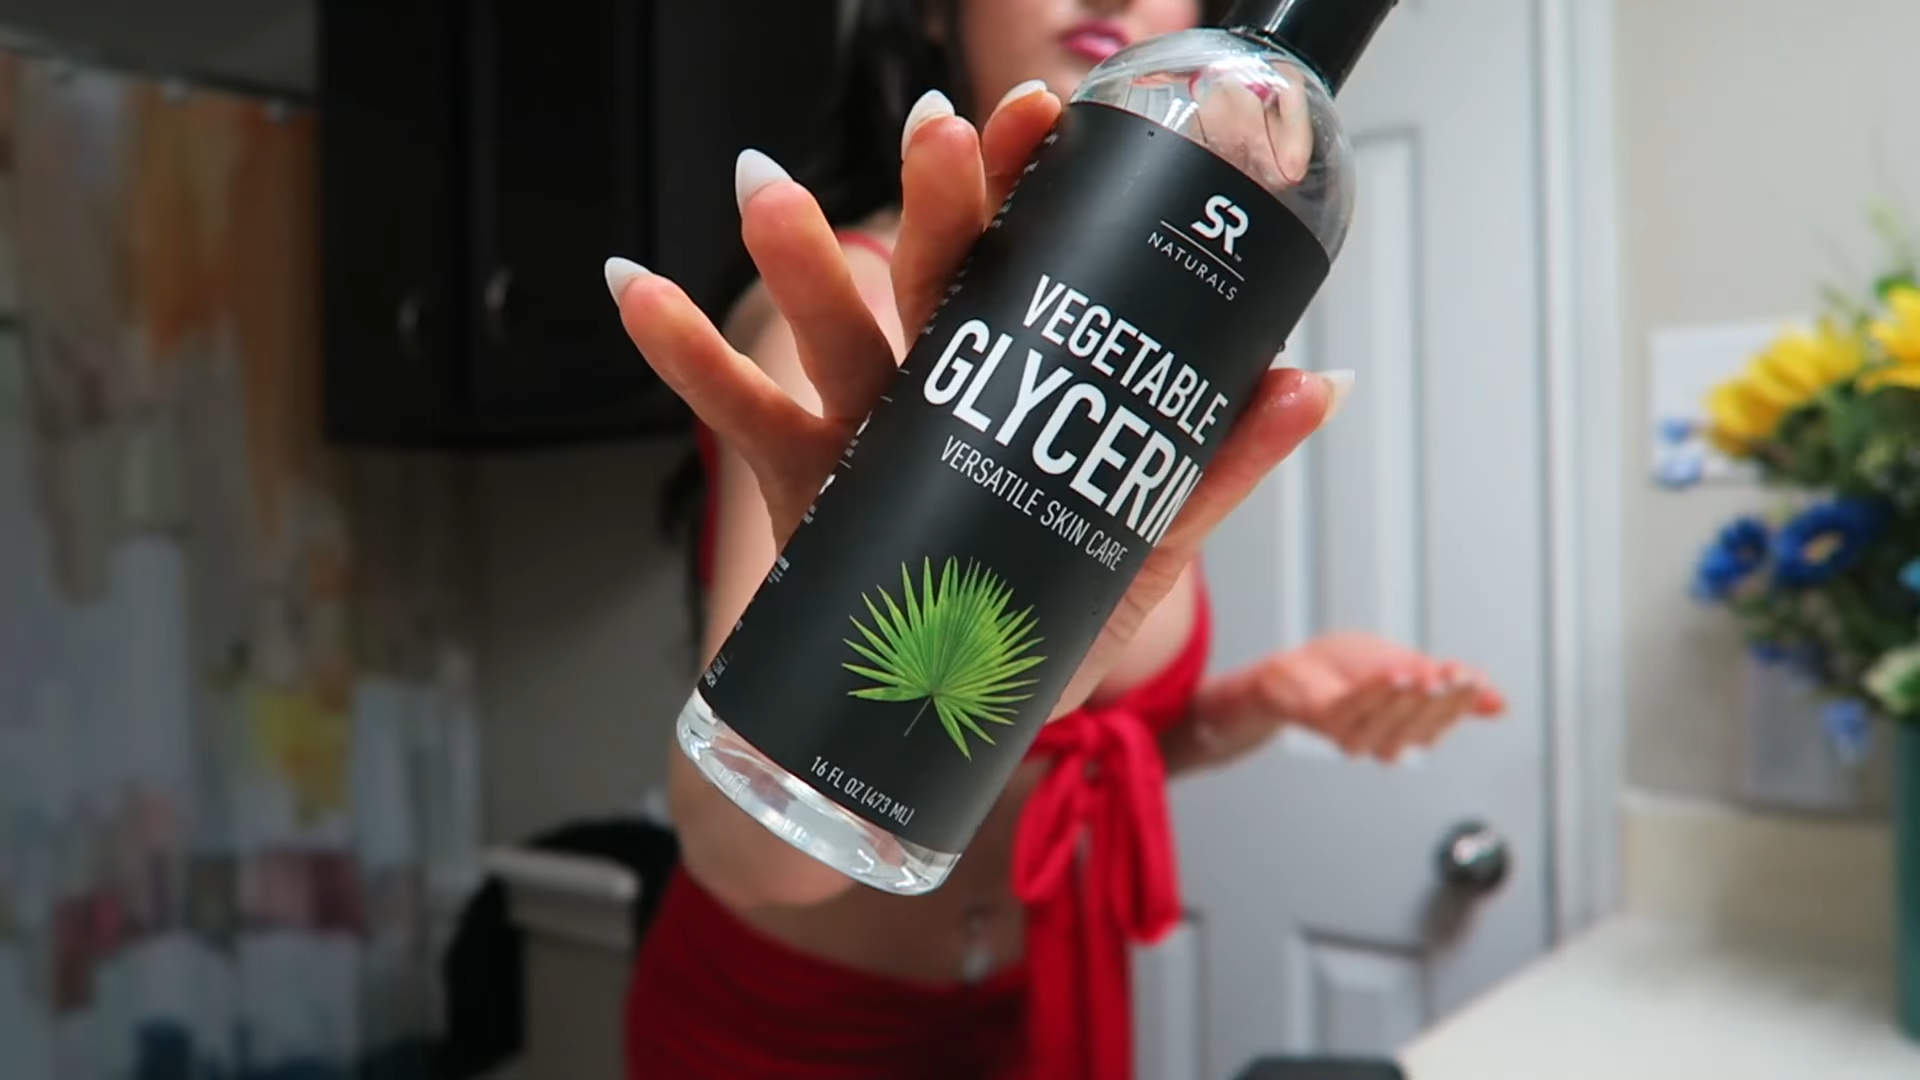 SR
NATURALS
VEGETABLE
GLYCERIN
VERSATILE SKIN CARE
16 FL OZ (473 ML)